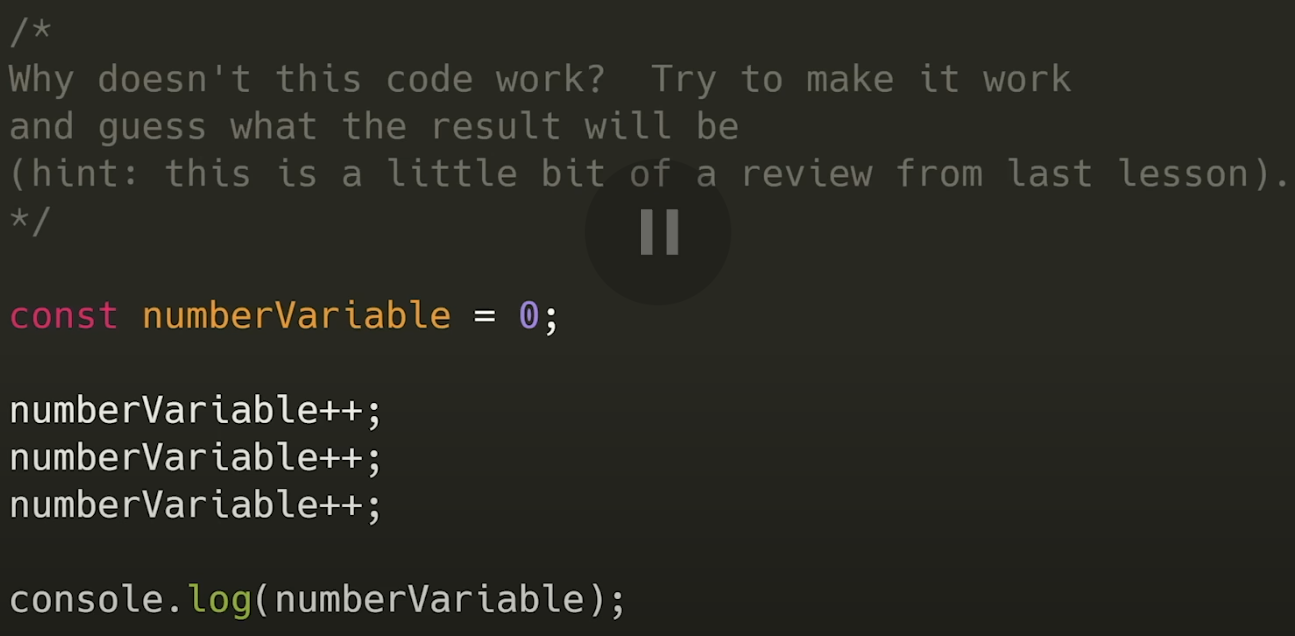 /*
Why doesn't this code work?  Try to make it work
and guess what the result will be
(hint: this is a little bit of a review from last lesson).
*/
const numberVariable = 0;
numberVariable++;
numberVariable++;
numberVariable++;
console.log(numberVariable);